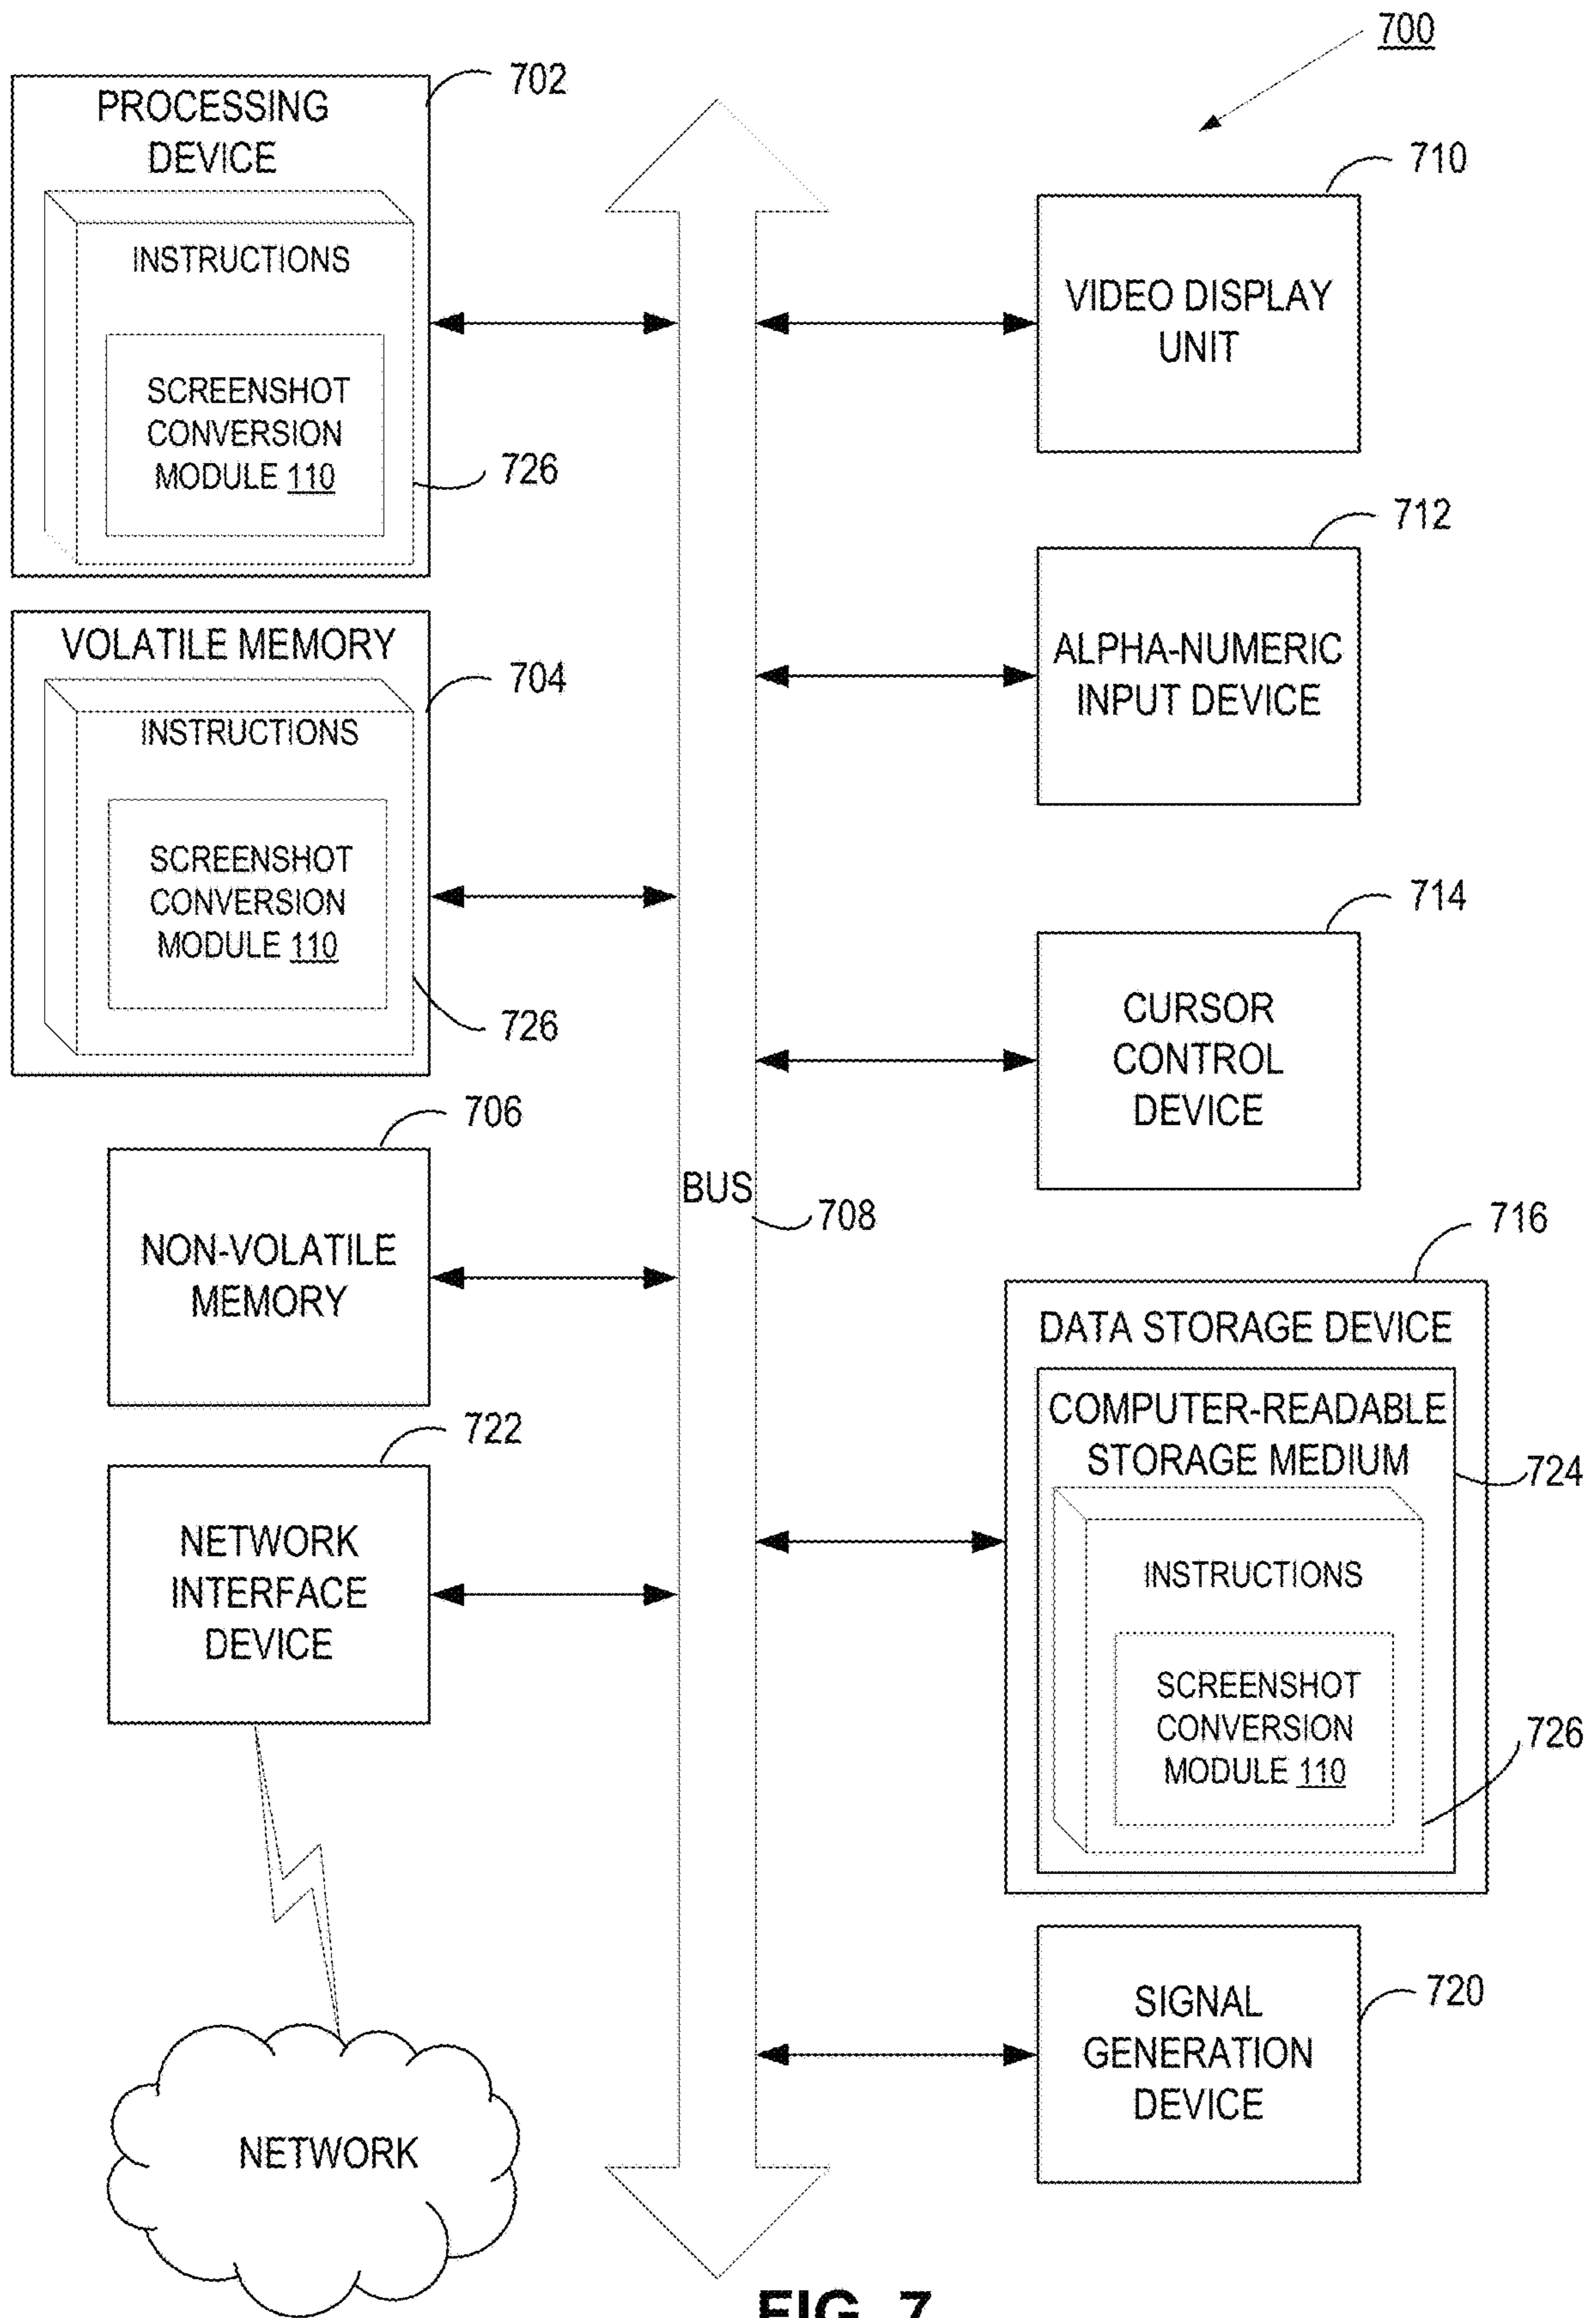 700
702
PROCESSING
DEVICE
INSTRUCTIONS
SCREENSHOT
CONVERSION
MODULE 110
726
VOLATILE MEMORY
704
INSTRUCTIONS
SCREENSHOT
CONVERSION
MODULE 110
726
706
NON-VOLATILE
MEMORY
722
NETWORK
INTERFACE
DEVICE
NETWORK
BUS
708
710
VIDEO DISPLAY
UNIT
712
ALPHA-NUMERIC
INPUT DEVICE
714
CURSOR
CONTROL
DEVICE
716
DATA STORAGE DEVICE
COMPUTER-READABLE
STORAGE MEDIUM
724
INSTRUCTIONS
SCREENSHOT
CONVERSION
MODULE 110
726
720
SIGNAL
GENERATION
DEVICE
FIG. 7